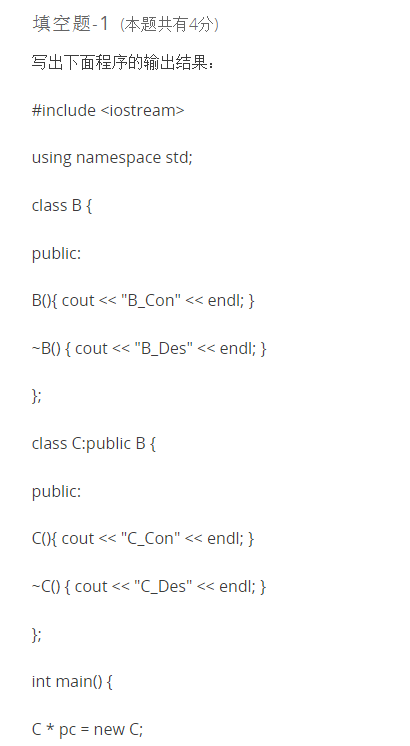 填空题-1 (本题共有4分)
写出下面程序的输出结果：
#include <iostream>
using namespace std;
class B {
public:
B(){ cout << "B_Con" << endl; }
~B() { cout << "B_Des" << endl; }
};
class C:public B {
public:
C(){ cout << "C_Con" << endl; }
~C() { cout << "C_Des" << endl; }
};
int main() {
C * pc = new C;